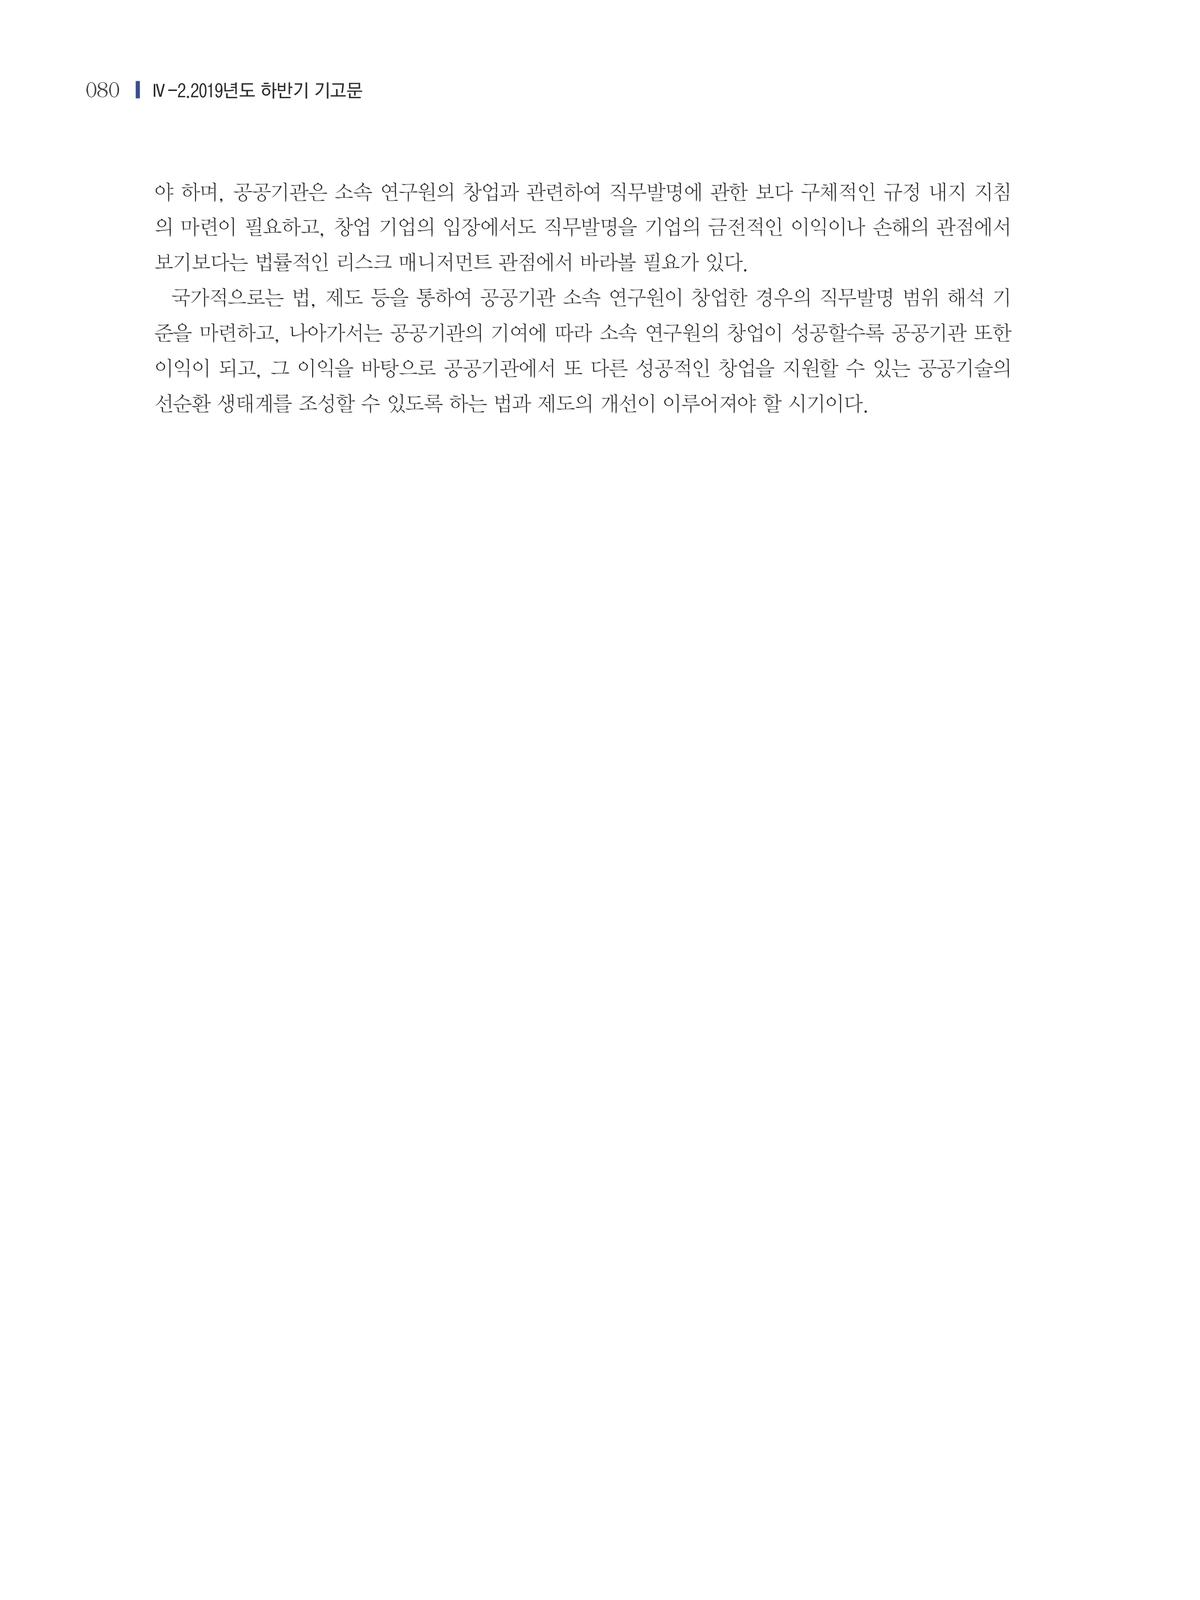 080 Ⅳ-2.2019년도 하반기 기고문
야 하며, 공공기관은 소속 연구원의 창업과 관련하여 직무발명에 관한 보다 구체적인 규정 내지 지침
의 마련이 필요하고, 창업 기업의 입장에서도 직무발명을 기업의 금전적인 이익이나 손해의 관점에서
보기보다는 법률적인 리스크 매니저먼트 관점에서 바라볼 필요가 있다.
국가적으로는 법, 제도 등을 통하여 공공기관 소속 연구원이 창업한 경우의 직무발명 범위 해석 기
준을 마련하고, 나아가서는 공공기관의 기여에 따라 소속 연구원의 창업이 성공할수록 공공기관 또한
이익이 되고, 그 이익을 바탕으로 공공기관에서 또 다른 성공적인 창업을 지원할 수 있는 공공기술의
선순환 생태계를 조성할 수 있도록 하는 법과 제도의 개선이 이루어져야 할 시기이다.